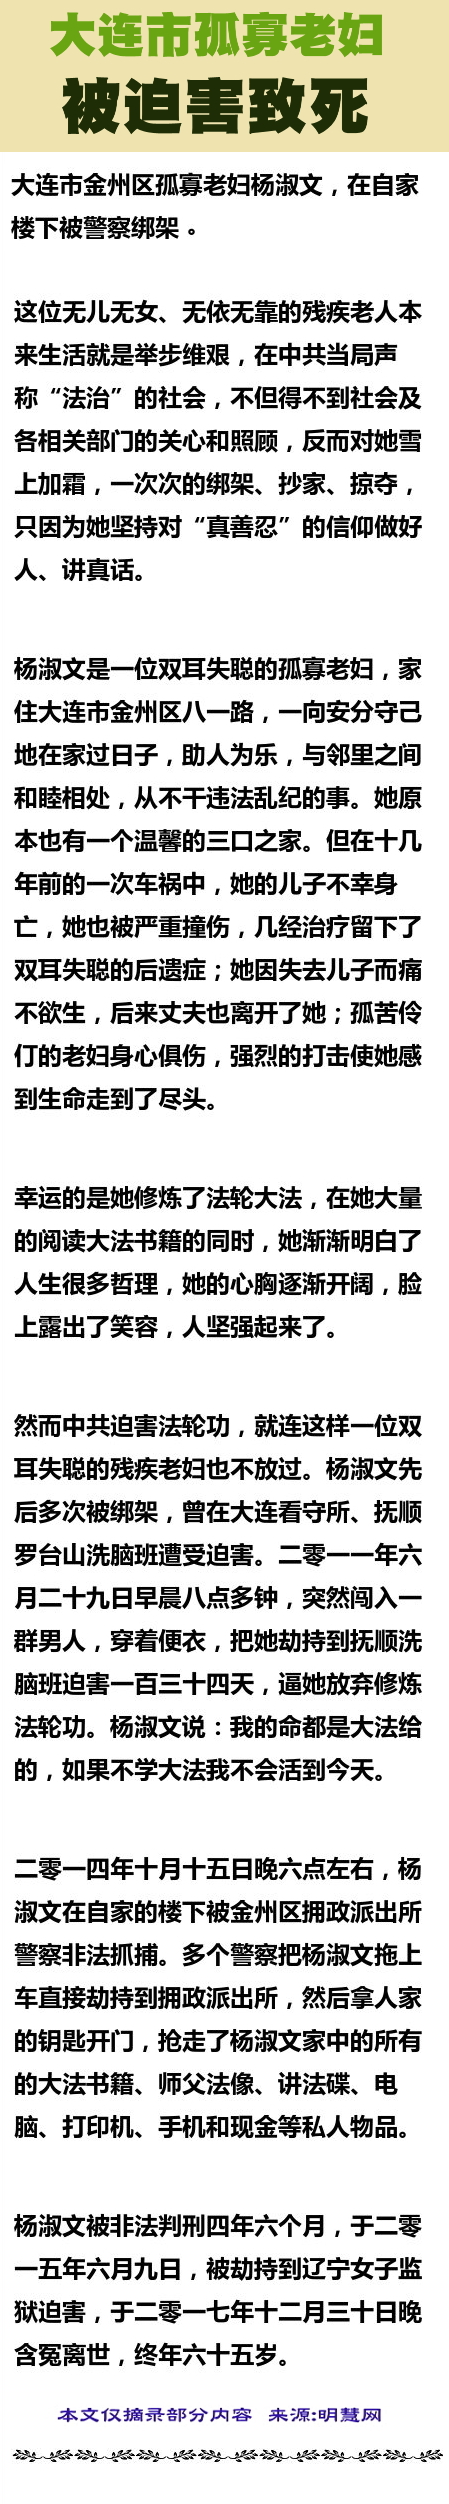 大连市孤寡老妇
被迫害致死
大连市金州区孤寡老妇杨淑文，在自家
楼下被警察绑架。
这位无儿无女、无依无靠的残疾老人本
来生活就是举步维艰，在中共当局声
称“法治”的社会，不但得不到社会及
各相关部门的关心和照顾，反而对她雪
上加霜，一次次的绑架、抄家、掠夺，
只因为她坚持对“真善忍”的信仰做好
人、讲真话。
杨淑文是一位双耳失聪的孤寡老妇，家
住大连市金州区八一路，一向安分守己
地在家过日子，助人为乐，与邻里之间
和睦相处，从不干违法乱纪的事。她原
本也有一个温馨的三口之家。但在十几
年前的一次车祸中，她的儿子不幸身
亡，她也被严重撞伤，几经治疗留下了
双耳失聪的后遗症；她因失去儿子而痛
不欲生，后来丈夫也离开了她；孤苦伶
仃的老妇身心俱伤，强烈的打击使她感
到生命走到了尽头。
幸运的是她修炼了法轮大法，在她大量
的阅读大法书籍的同时，她渐渐明白了
人生很多哲理，她的心胸逐渐开阔，脸
上露出了笑容，人坚强起来了。
然而中共迫害法轮功，就连这样一位双
耳失聪的残疾老妇也不放过。杨淑文先
后多次被绑架，曾在大连看守所、抚顺
罗台山洗脑班遭受迫害。二零一一年六
月二十九日早晨八点多钟，突然闯入一
群男人，穿着便衣，把她劫持到抚顺洗
脑班迫害一百三十四天，逼她放弃修炼
法轮功。杨淑文说：我的命都是大法给
的，如果不学大法我不会活到今天。
二零一四年十月十五日晚六点左右，杨
淑文在自家的楼下被金州区拥政派出所
警察非法抓捕。多个警察把杨淑文拖上
车直接劫持到拥政派出所，然后拿人家
的钥匙开门，抢走了杨淑文家中的所有
的大法书籍、师父法像、讲法碟、电
脑、打印机、手机和现金等私人物品。
杨淑文被非法判刑四年六个月，于二零
一五年六月九日，被劫持到辽宁女子监
狱迫害，于二零一七年十二月三十日晚
含冤离世，终年六十五岁。
本文仅摘录部分内容 来源:明慧网